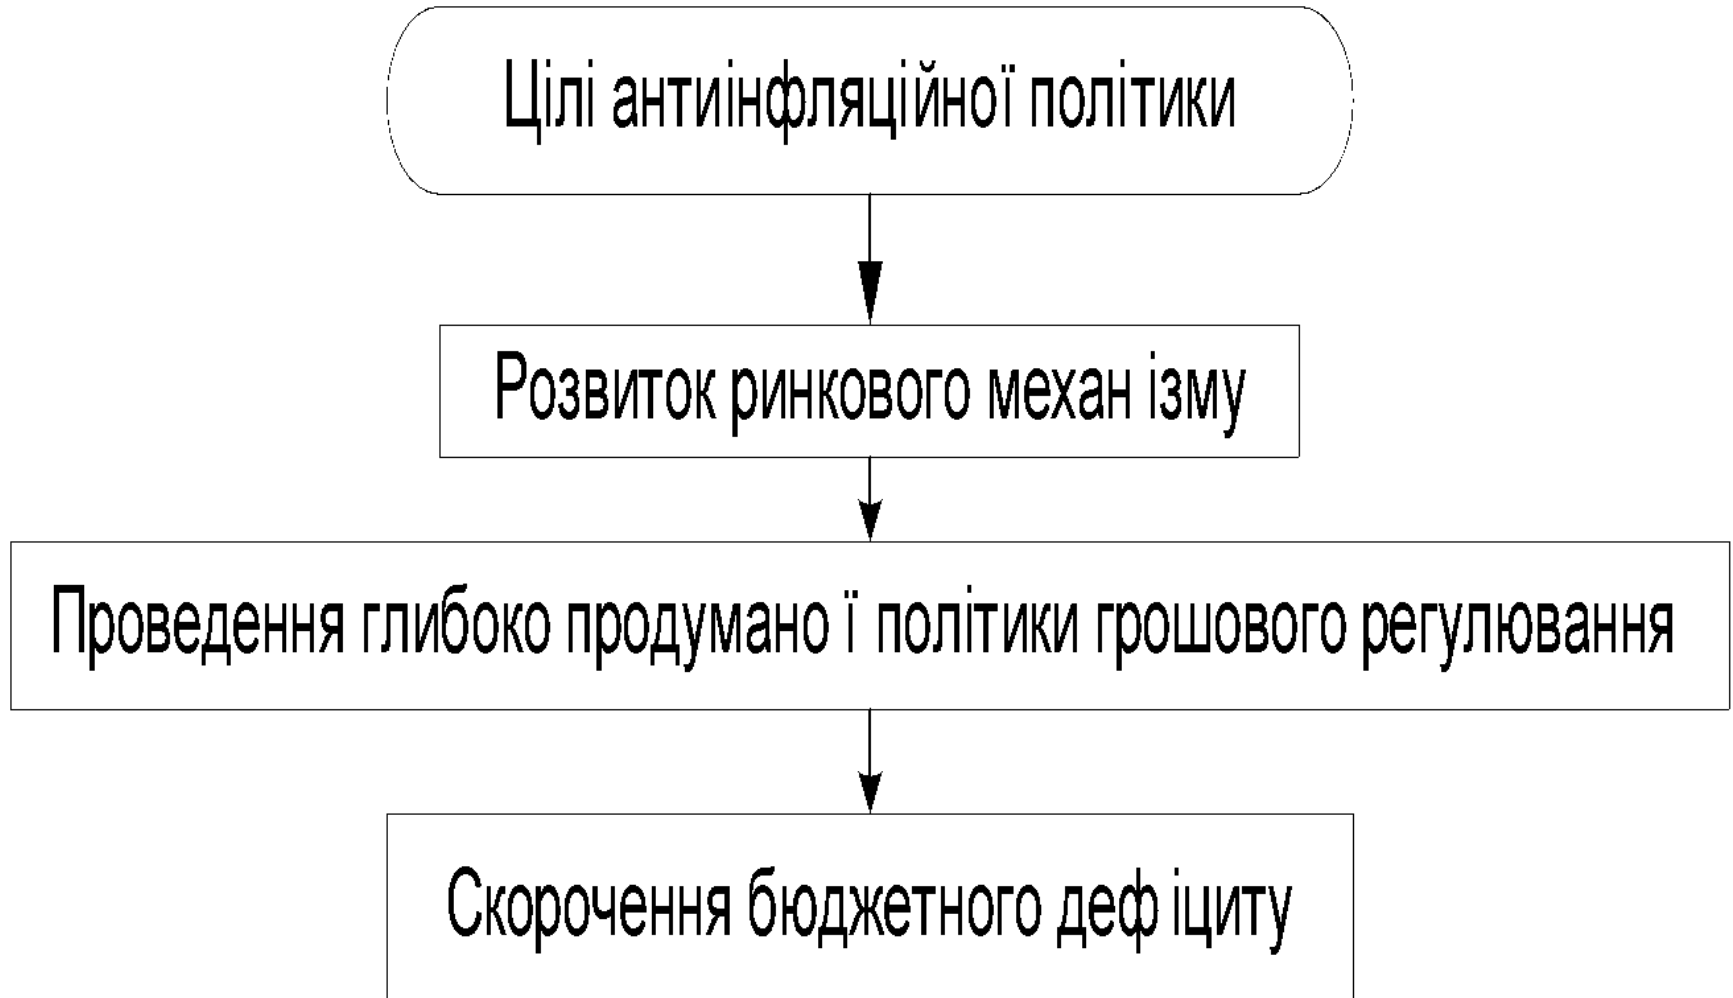 Цілі антиінфляційної політики
Розвиток ринкового механ ізму
Проведення глибоко продумано ї політики грошового регулювання
Скорочення бюджетного деф іциту